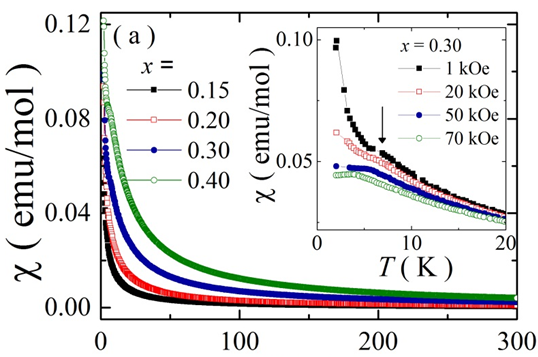 (a)
x =
0.15
0.20
0.30
0.40
χ ( emu/mol )
0.12
0.08
0.04
0.00
0
100
200
300
x = 0.30
1 kOe
20 kOe
50 kOe
70 kOe
χ ( emu/mol )
0.10
0.05
0
10
20
T ( K )